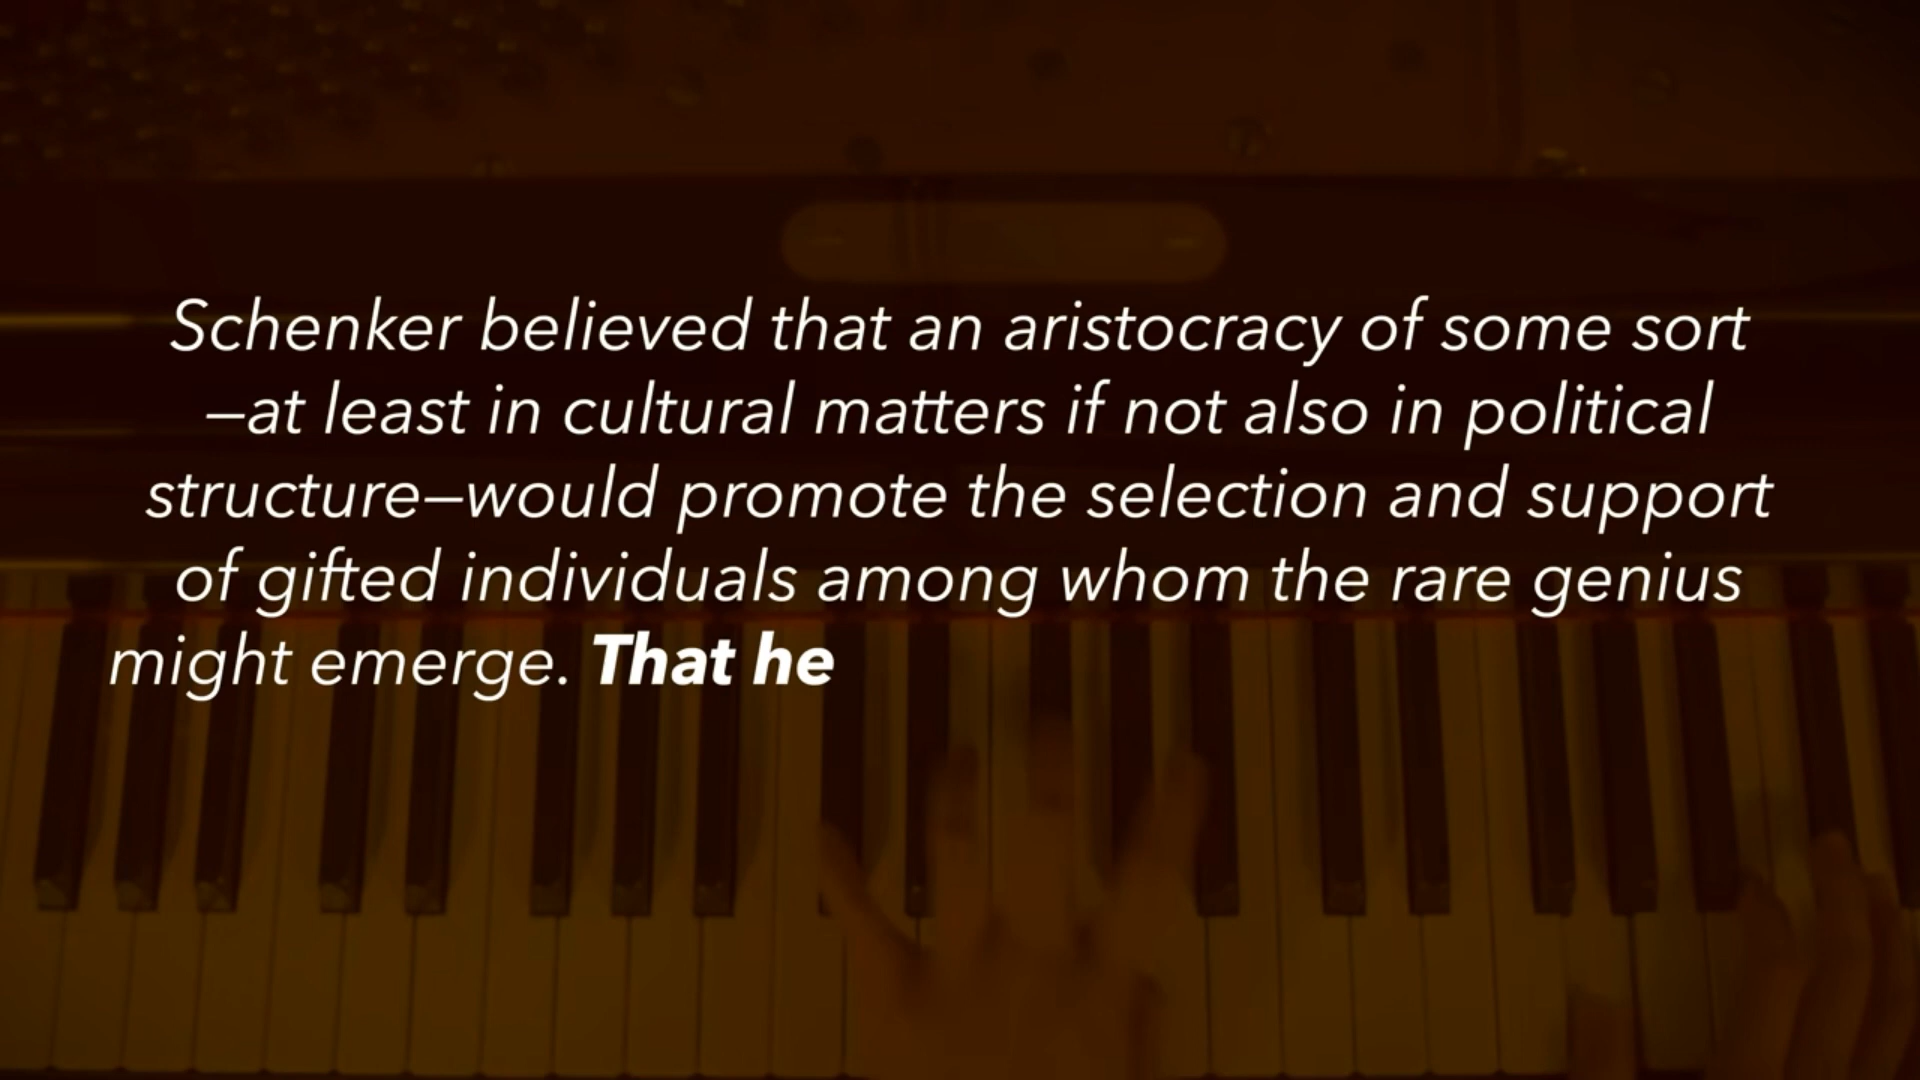 Schenker believed that an aristocracy of some sort
—at least in cultural matters if not also in political
structure—would promote the selection and support
of gifted individuals among whom the rare genius
might emerge. That he